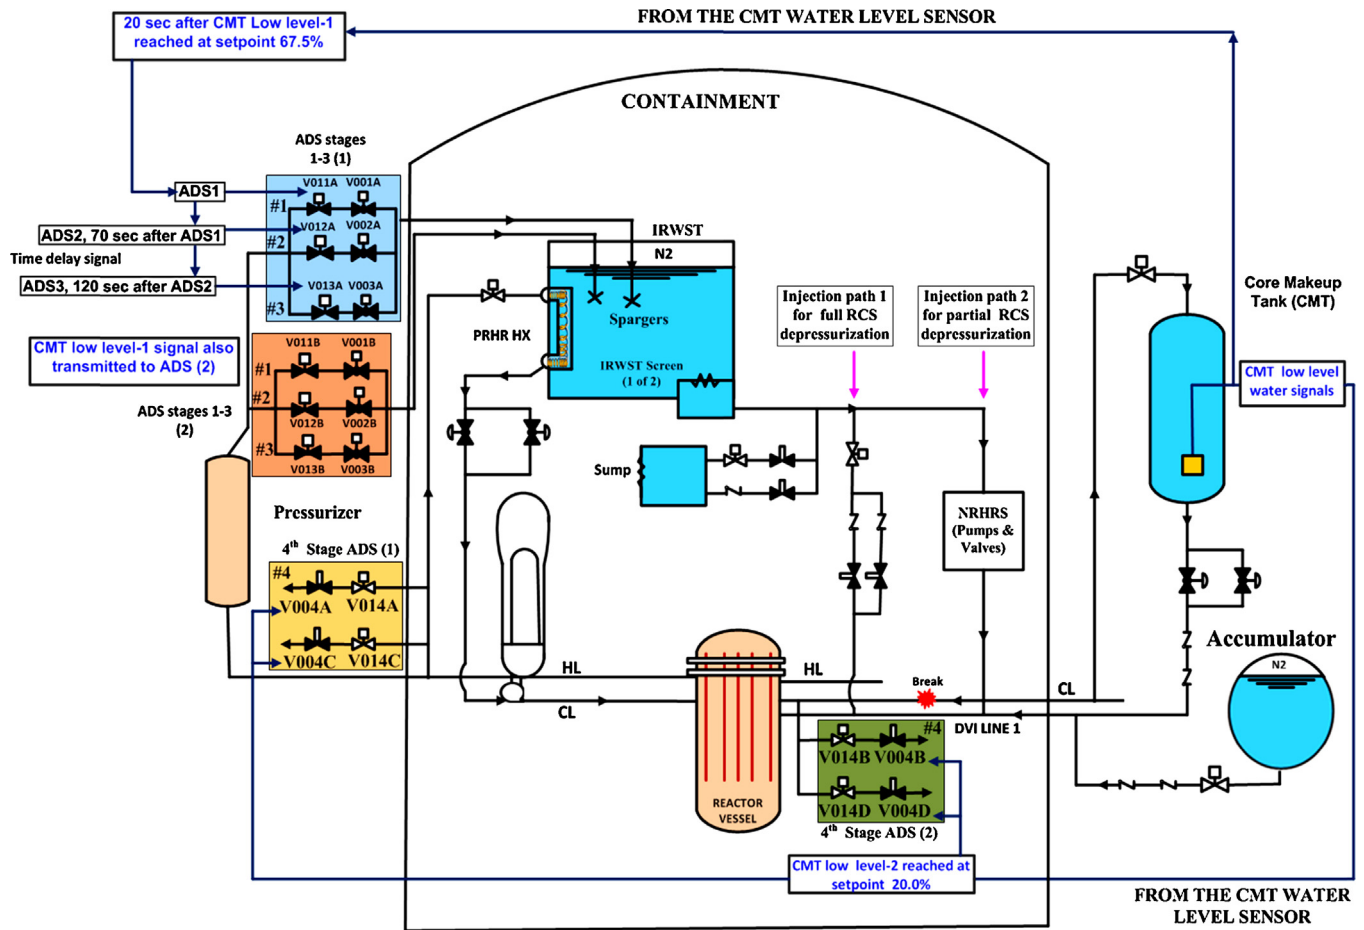 20 sec after CMT Low level-1
reached at setpoint 67.5%
FROM THE CMT WATER LEVEL SENSOR
CONTAINMENT
ADS stages
1-3 (1)
V011A
V001A
ADS1
#1
V012A
V002A
ADS2, 70 sec after ADS1
#2
Time delay signal
V013A
V003A
ADS3, 120 sec after ADS2
#3
IRWST
N2
Spargers
IRWST Screen
(1 of 2)
PRHR HX
Injection path 1
for full RCS
depressurization
Injection path 2
for partial RCS
depressurization
Core Makeup
Tank (CMT)
CMT low level
water signals
CMT low level-1 signal also
transmitted to ADS (2)
V011B
V001B
#1
#2
V012B
V002B
#3
V013B
V003B
ADS stages 1-3
(2)
Sump
NRHRS
(Pumps &
Valves)
Pressurizer
4th Stage ADS (1)
#4
V004A
V014A
V004C
V014C
HL
CL
HL
Break
CL
DVI LINE 1
Accumulator
N2
REACTOR
VESSEL
#4
V014B
V004B
V014D
V004D
4th Stage ADS (2)
CMT low level-2 reached at
setpoint 20.0%
FROM THE CMT WATER
LEVEL SENSOR